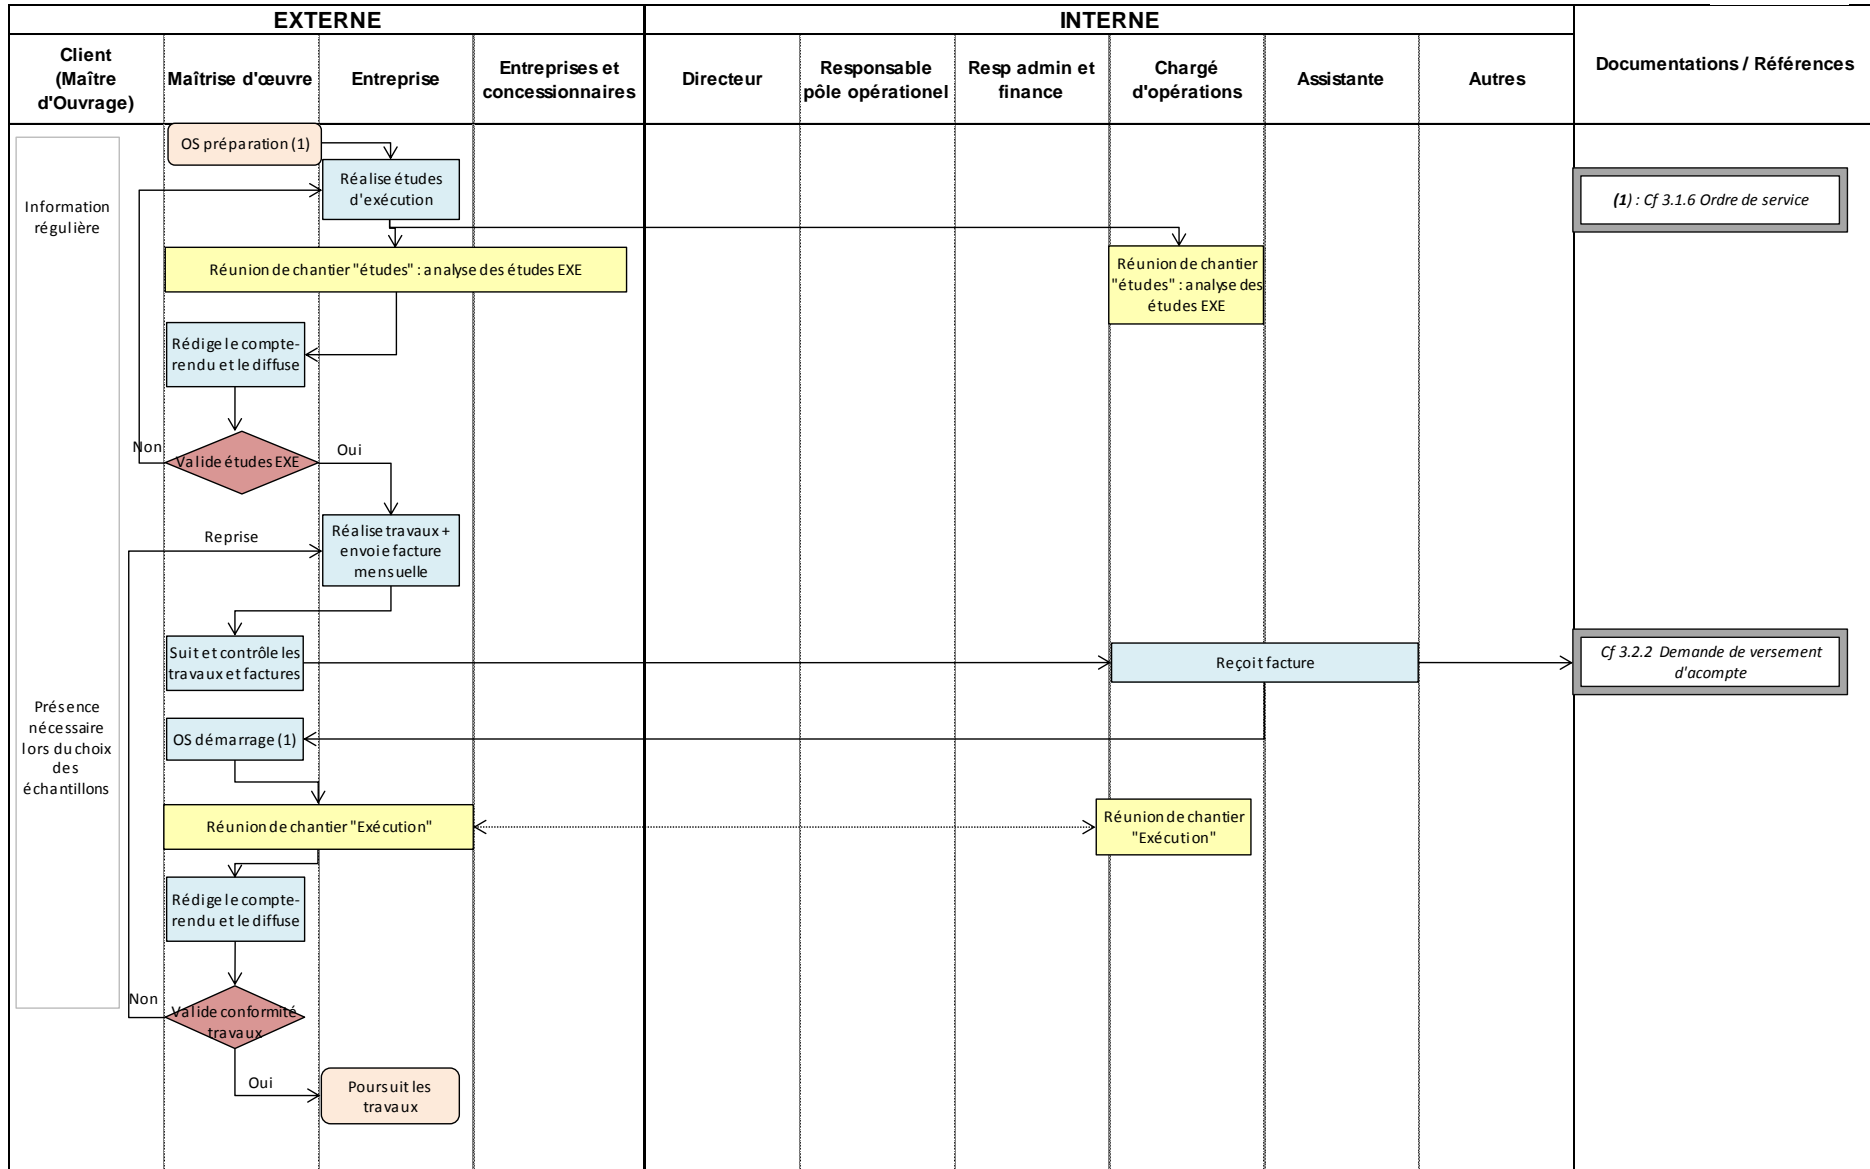 EXTERNE
INTERNE
Client
(Maître
d'Ouvrage)
Maîtrise d'œuvre
Entreprise
Entreprises et
concessionnaires
Directeur
Responsable
pôle opérationel
Resp admin et
finance
Chargé
d'opérations
Assistante
Autres
Documentations / Références
OS préparation (1)
Réalise études
d'exécution
Information
régulière
(1) : Cf 3.1.6 Ordre de service
Réunion de chantier "études" : analyse des études EXE
Réunion de chantier
"études" : analyse des
études EXE
Rédige le compte-
rendu et le diffuse
Non
Valide études EXE
Oui
Reprise
Réalise travaux +
envoie facture
mensuelle
Suit et contrôle les
travaux et factures
Reçoit facture
Cf 3.2.2 Demande de versement
d'acompte
Présence
nécessaire
lors du choix
des
échantillons
OS démarrage (1)
Réunion de chantier "Exécution"
Réunion de chantier
"Exécution"
Rédige le compte-
rendu et le diffuse
Non
Valide conformité
travaux
Oui
Poursuit les
travaux